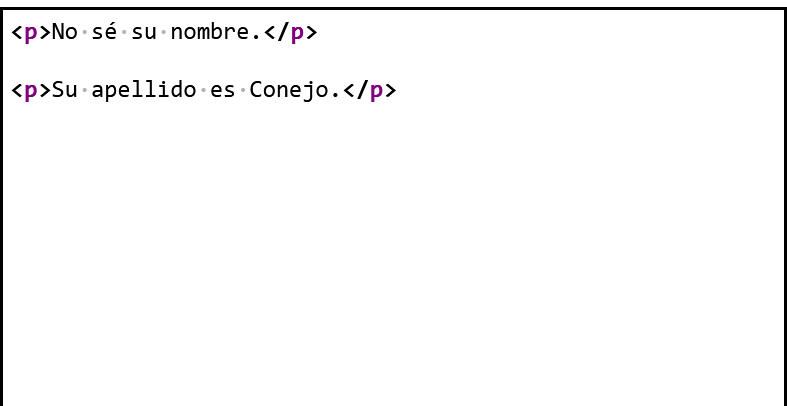 <p>No sé su nombre.</p>
<p>Su apellido es Conejo.</p>